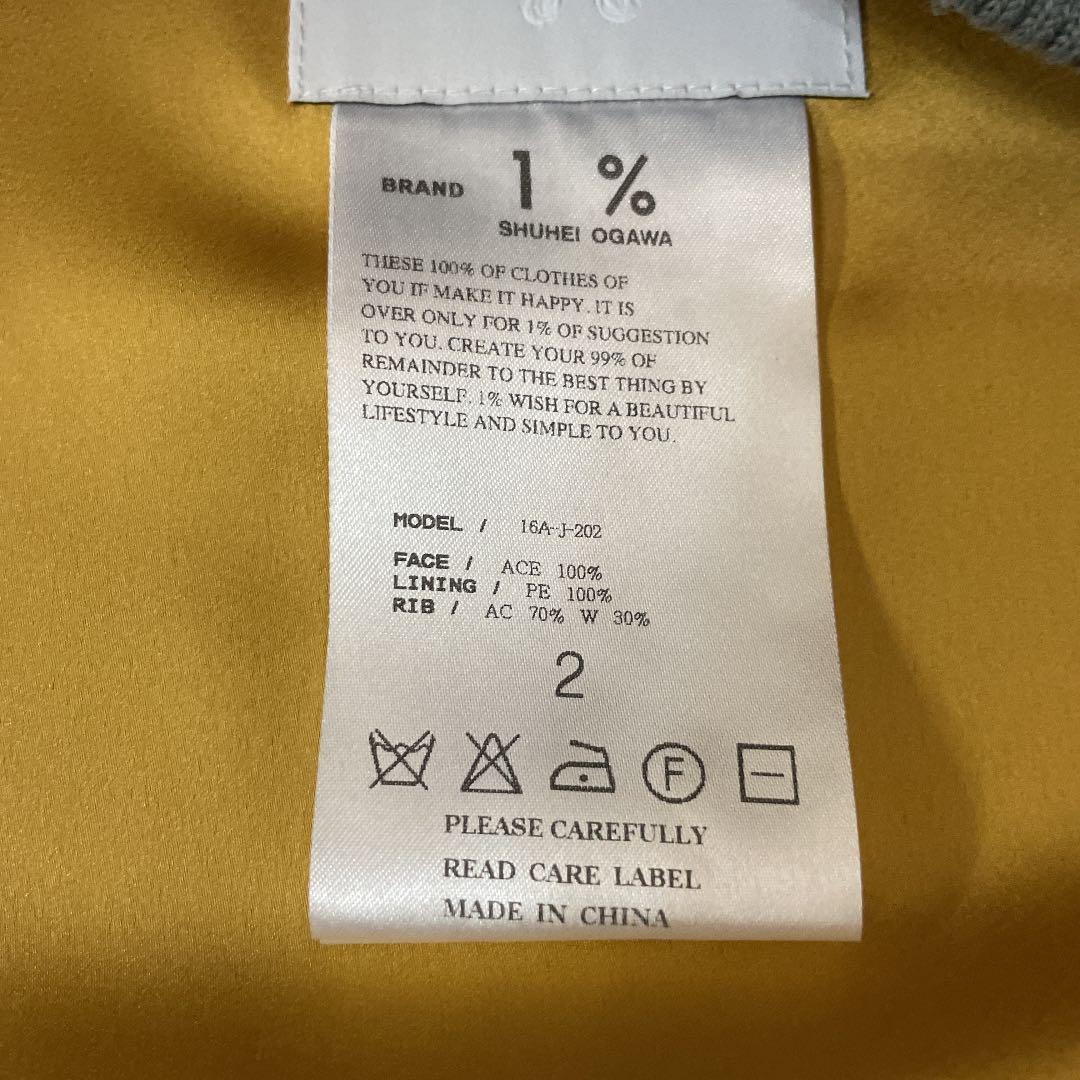 BRAND 1 %
SHUHEI OGAWA
THESE 100% OF CLOTHES OF
YOU IF MAKE IT HAPPY. IT IS
OVER ONLY FOR 1% OF SUGGESTION
TO YOU. CREATE YOUR 99% OF
REMAINDER TO THE BEST THING BY
YOURSELF. 1% WISH FOR A BEAUTIFUL
LIFESTYLE AND SIMPLE TO YOU.
MODEL / 16A-J-202
FACE / ACE 100%
LINING / PE 100%
RIB / AC 70% W 30%
2
F
PLEASE CAREFULLY
READ CARE LABEL
MADE IN CHINA